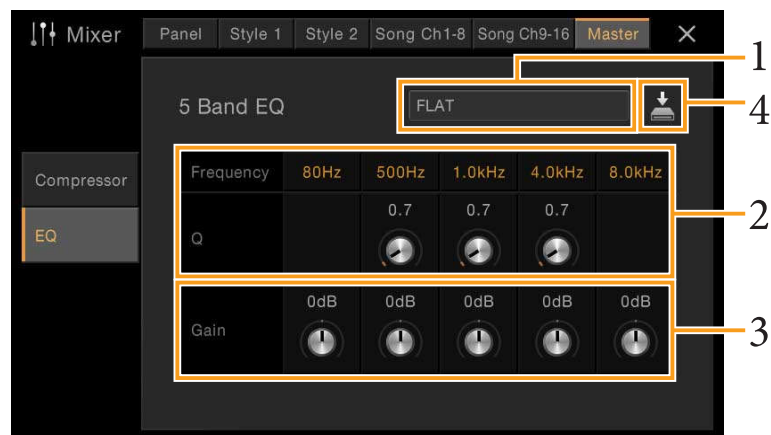 Mixer Panel Style 1 Style 2 Song Ch1-8 Song Ch9-16 Master
1
5 Band EQ FLAT
4
Compressor
Frequency 80Hz 500Hz 1.0kHz 4.0kHz 8.0kHz
0.7 0.7 0.7
2
EQ
Q
0dB 0dB 0dB 0dB 0dB
Gain
3